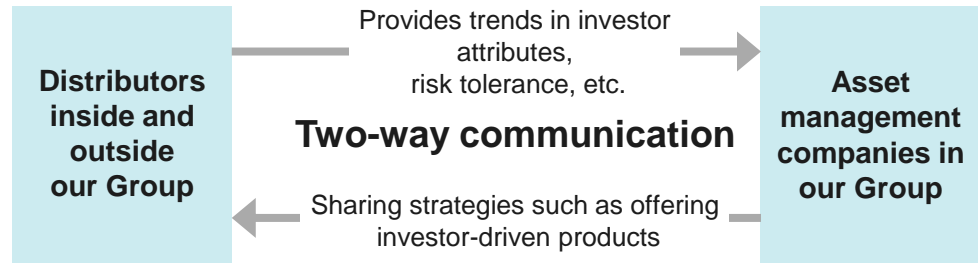 Distributors
inside and
outside
our Group
Provides trends in investor
attributes,
risk tolerance, etc.
Two-way communication
Sharing strategies such as offering
investor-driven products
Asset
management
companies in
our Group